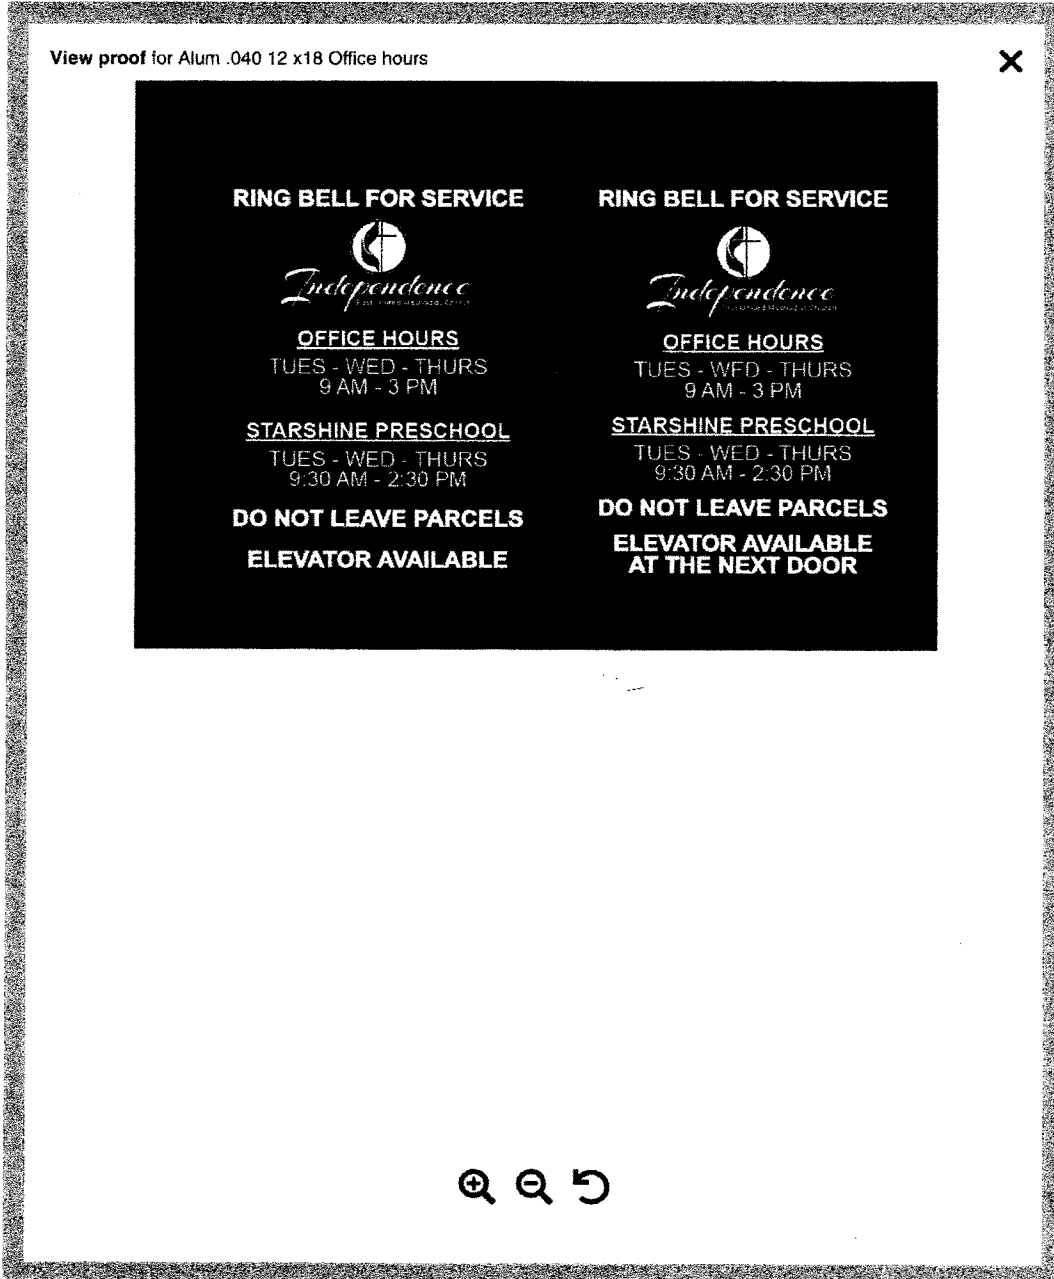 View proof for Alum .040 12 x18 Office hours
RING BELL FOR SERVICE
Independence
OFFICE HOURS
TUES - WED - THURS
9 AM - 3 PM
STARSHINE PRESCHOOL
TUES - WED - THURS
9:30 AM - 2:30 PM
DO NOT LEAVE PARCELS
ELEVATOR AVAILABLE
RING BELL FOR SERVICE
Independence
OFFICE HOURS
TUES - WED - THURS
9 AM - 3 PM
STARSHINE PRESCHOOL
TUES - WED - THURS
9:30 AM - 2:30 PM
DO NOT LEAVE PARCELS
ELEVATOR AVAILABLE
AT THE NEXT DOOR